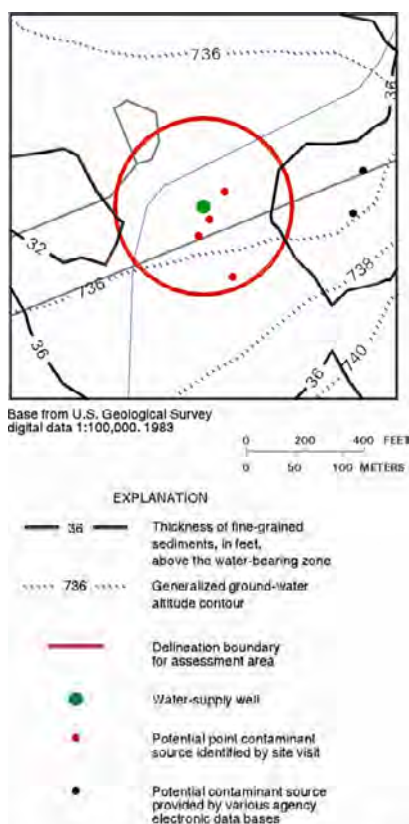 736
36
32
736
738
36
36
740
Base from U.S. Geological Survey
digital data 1:100,000. 1983
0 200 400 FEET
0 50 100 METERS
EXPLANATION
36
Thickness of fine-grained
sediments, in feet,
above the water-bearing zone
736
Generalized ground-water
altitude contour
Delineation boundary
for assessment area
Water-supply well
Potential point contaminant
source identified by site visit
Potential contaminant source
provided by various agency
electronic data bases